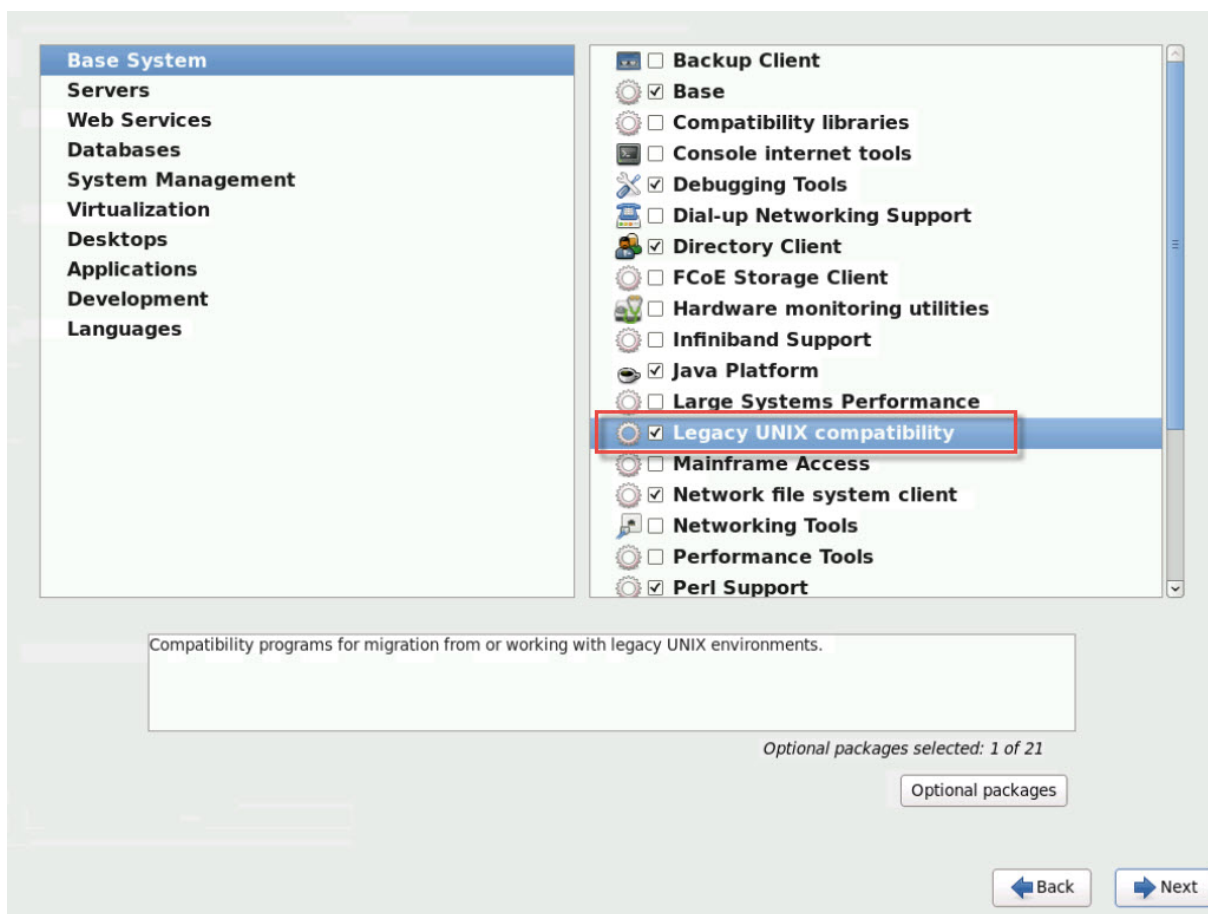 Base System
Servers
Web Services
Databases
System Management
Virtualization
Desktops
Applications
Development
Languages
Backup Client
Base
Compatibility libraries
Console internet tools
Debugging Tools
Dial-up Networking Support
Directory Client
FCoE Storage Client
Hardware monitoring utilities
Infiniband Support
Java Platform
Large Systems Performance
Legacy UNIX compatibility
Mainframe Access
Network file system client
Networking Tools
Performance Tools
Perl Support
Compatibility programs for migration from or working with legacy UNIX environments.
Optional packages selected: 1 of 21
Optional packages
Back
Next